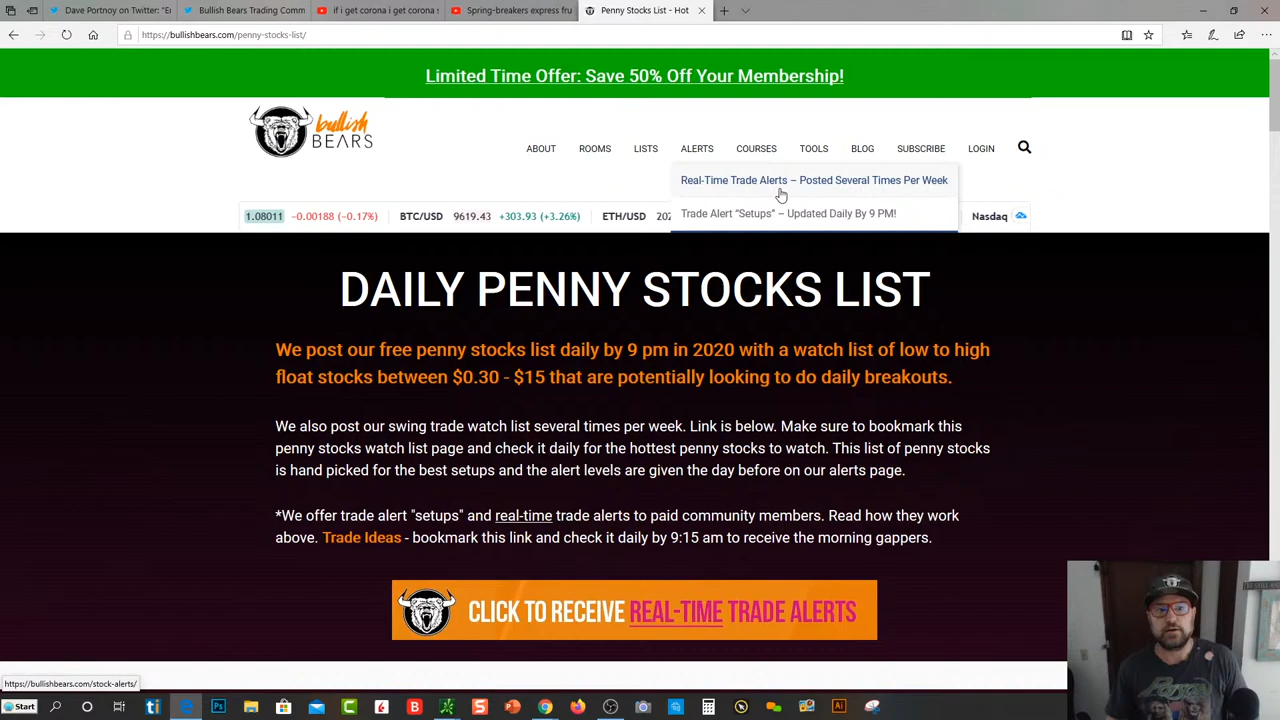 Dave Portnoy on Twitter: "E
Bullish Bears Trading Comm
if i get corona i get corona
Spring-breakers express fru
Penny Stocks List - Hot
https://bullishbears.com/penny-stocks-list/
Limited Time Offer: Save 50% Off Your Membership!
bullish
BEARS
ABOUT ROOMS LISTS ALERTS COURSES TOOLS BLOG SUBSCRIBE LOGIN
Real-Time Trade Alerts – Posted Several Times Per Week
Trade Alert “Setups” – Updated Daily By 9 PM!
1.08011 −0.00188 (−0.17%) BTC/USD 9619.43 +303.93 (+3.26%) ETH/USD 202 Nasdaq
DAILY PENNY STOCKS LIST
We post our free penny stocks list daily by 9 pm in 2020 with a watch list of low to high
float stocks between $0.30 - $15 that are potentially looking to do daily breakouts.
We also post our swing trade watch list several times per week. Link is below. Make sure to bookmark this
penny stocks watch list page and check it daily for the hottest penny stocks to watch. This list of penny stocks
is hand picked for the best setups and the alert levels are given the day before on our alerts page.
*We offer trade alert "setups" and real-time trade alerts to paid community members. Read how they work
above. Trade Ideas - bookmark this link and check it daily by 9:15 am to receive the morning gappers.
CLICK TO RECEIVE REAL-TIME TRADE ALERTS
https://bullishbears.com/stock-alerts/
Start